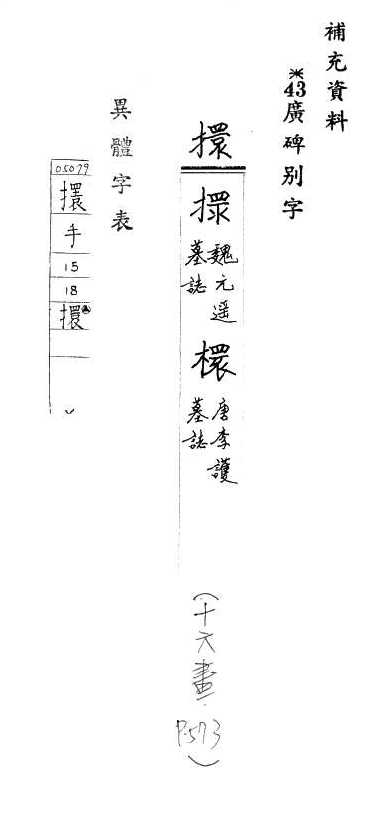 補充資料
※43廣碑別字
擐
擐
魏元遥
墓誌
檈
唐李護
墓誌
(十六畫.
P.573)
異體字表
05079
擐
手
15
18
擐